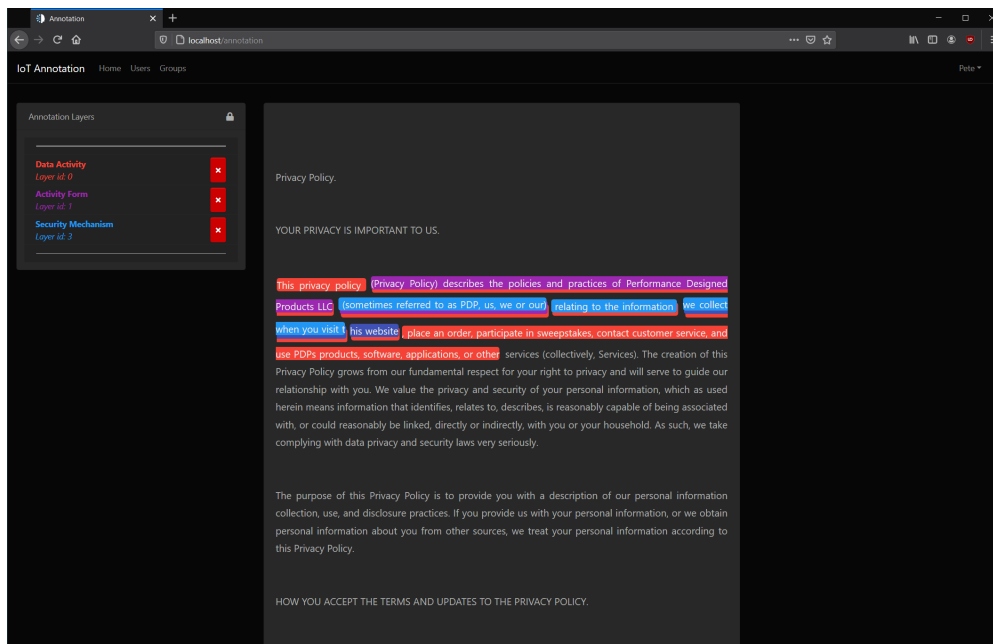 Annotation
localhost/annotation
IoT Annotation Home Users Groups Pete
Annotation Layers
Data Activity
Layer id: 0
Activity Form
Layer id: 1
Security Mechanism
Layer id: 3
Privacy Policy.
YOUR PRIVACY IS IMPORTANT TO US.
This privacy policy (Privacy Policy) describes the policies and practices of Performance Designed
Products LLC (sometimes referred to as PDP, us, we or our) relating to the information we collect
when you visit t his website , place an order, participate in sweepstakes, contact customer service, and
use PDPs products, software, applications, or other services (collectively, Services). The creation of this
Privacy Policy grows from our fundamental respect for your right to privacy and will serve to guide our
relationship with you. We value the privacy and security of your personal information, which as used
herein means information that identifies, relates to, describes, is reasonably capable of being associated
with, or could reasonably be linked, directly or indirectly, with you or your household. As such, we take
complying with data privacy and security laws very seriously.
The purpose of this Privacy Policy is to provide you with a description of our personal information
collection, use, and disclosure practices. If you provide us with your personal information, or we obtain
personal information about you from other sources, we treat your personal information according to
this Privacy Policy.
HOW YOU ACCEPT THE TERMS AND UPDATES TO THE PRIVACY POLICY.